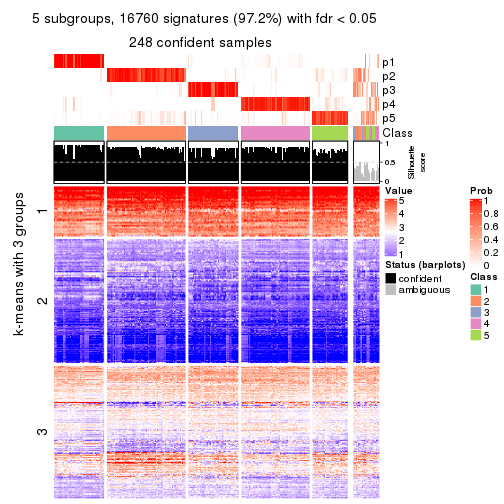 5 subgroups, 16760 signatures (97.2%) with fdr < 0.05
248 confident samples
p1
p2
p3
p4
p5
Class
1
0.5
0
Silhouette
score
k-means with 3 groups
1
2
3
Value
5
4
3
2
1
Status (barplots)
confident
ambiguous
Prob
1
0.8
0.6
0.4
0.2
0
Class
1
2
3
4
5